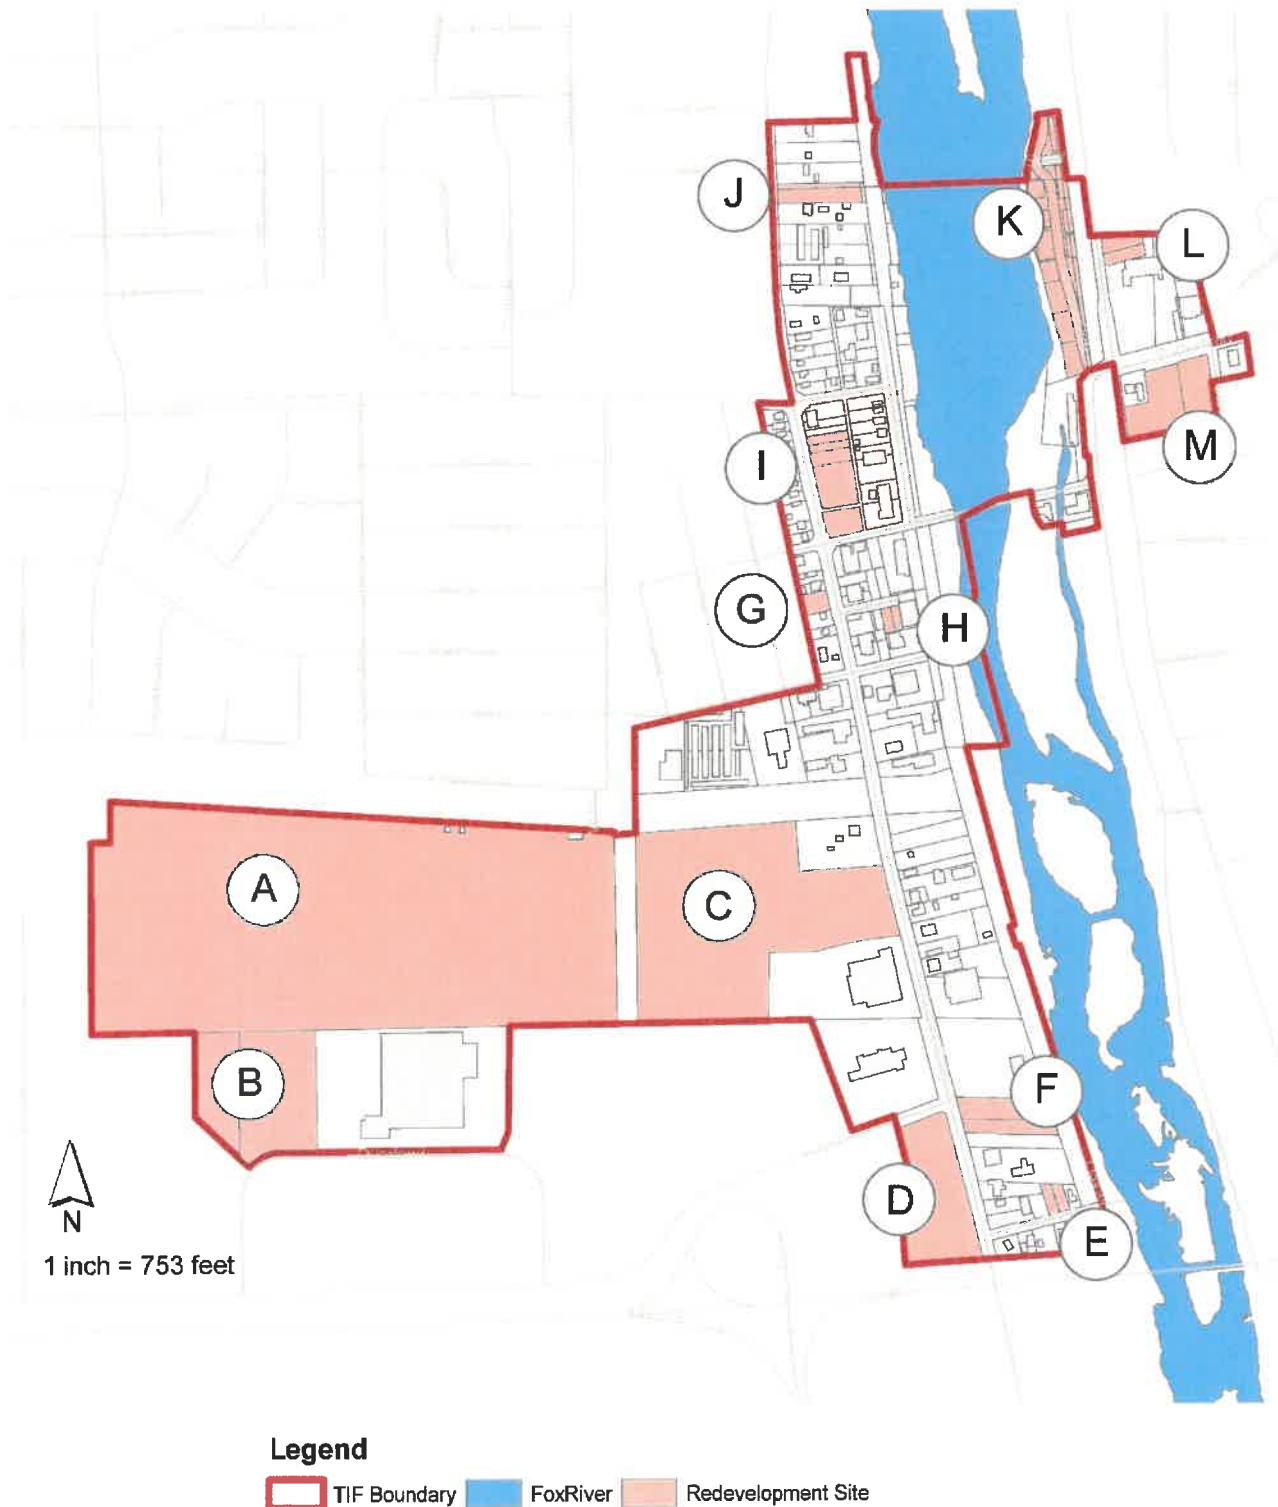 J
K
L
I
M
G
H
A
C
B
F
D
E
N
1 inch = 753 feet
Legend
TIF Boundary
FoxRiver
Redevelopment Site